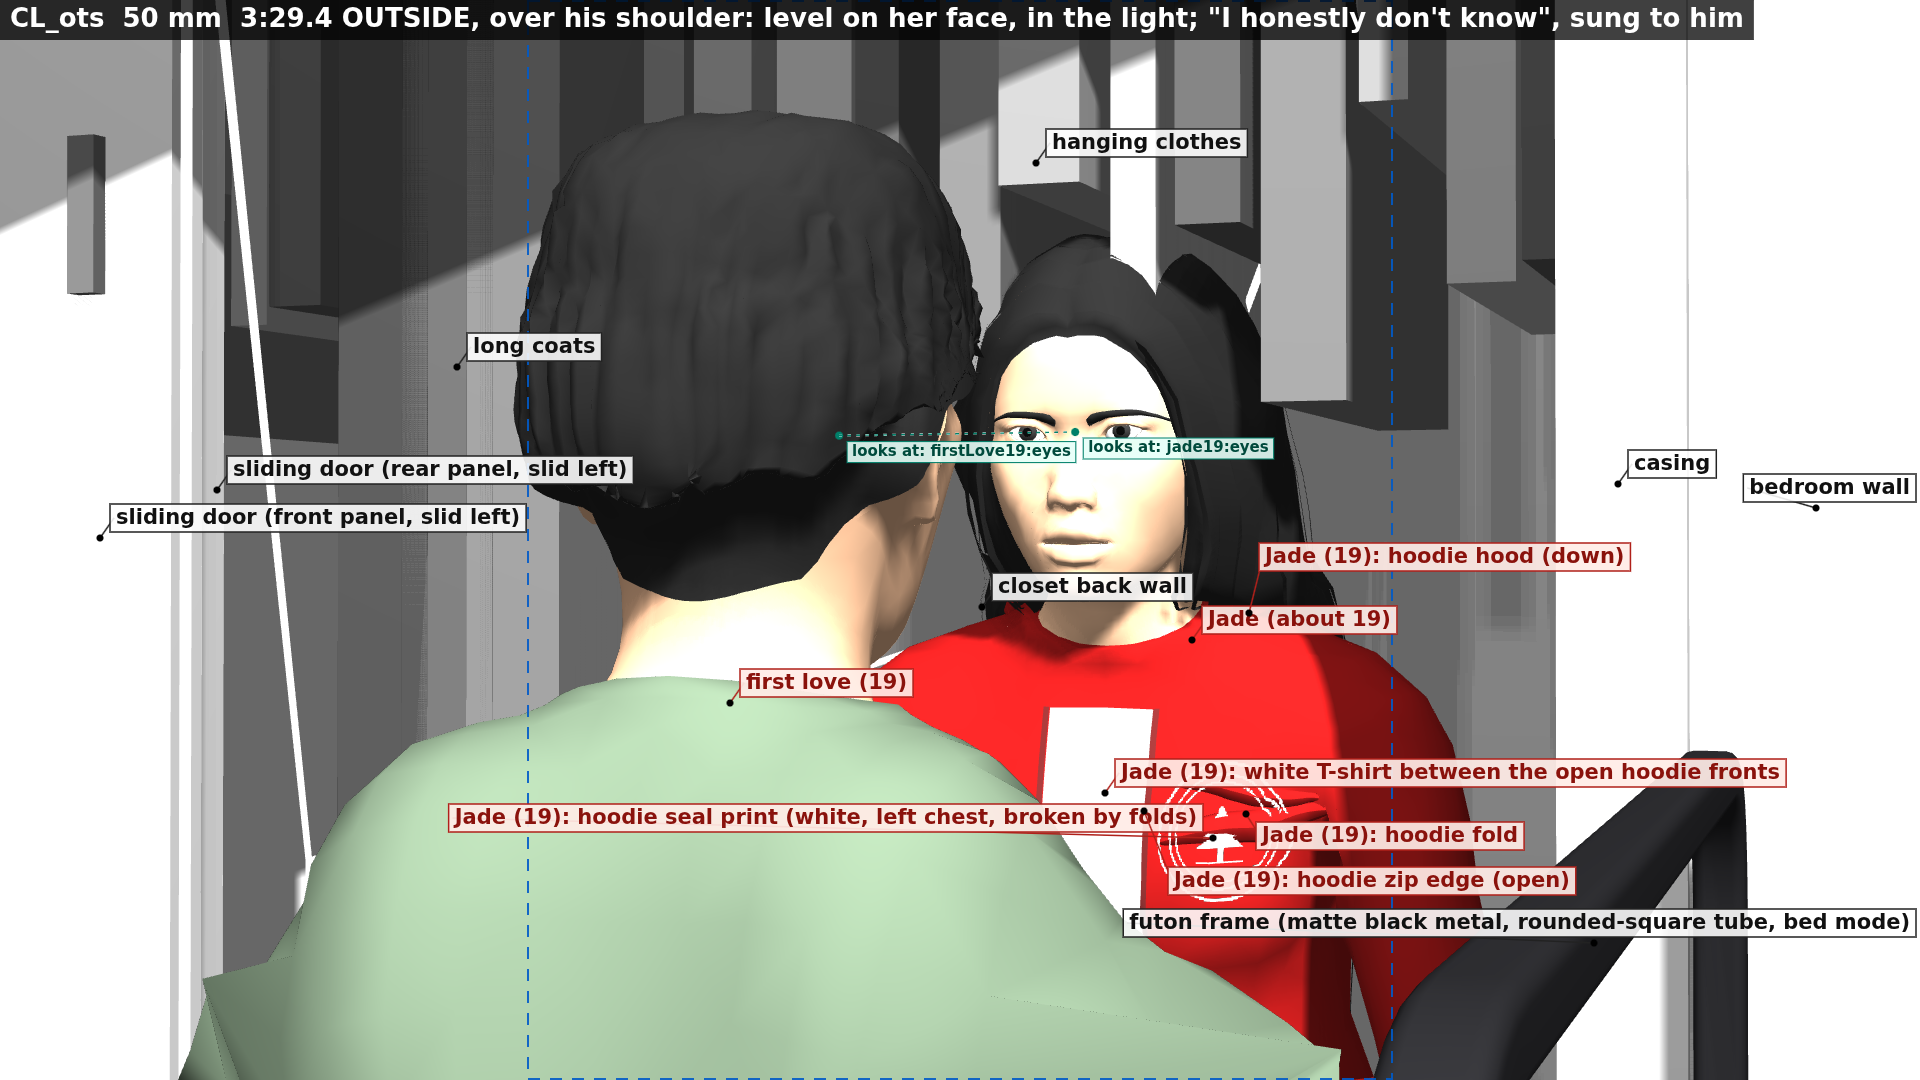 CL_ots  50 mm  3:29.4 OUTSIDE, over his shoulder: level on her face, in the light; "I honestly don't know", sung to him
hanging clothes
long coats
looks at: firstLove19:eyes
looks at: jade19:eyes
sliding door (rear panel, slid left)
casing
bedroom wall
sliding door (front panel, slid left)
Jade (19): hoodie hood (down)
closet back wall
Jade (about 19)
first love (19)
Jade (19): white T-shirt between the open hoodie fronts
Jade (19): hoodie seal print (white, left chest, broken by folds)
Jade (19): hoodie fold
Jade (19): hoodie zip edge (open)
futon frame (matte black metal, rounded-square tube, bed mode)